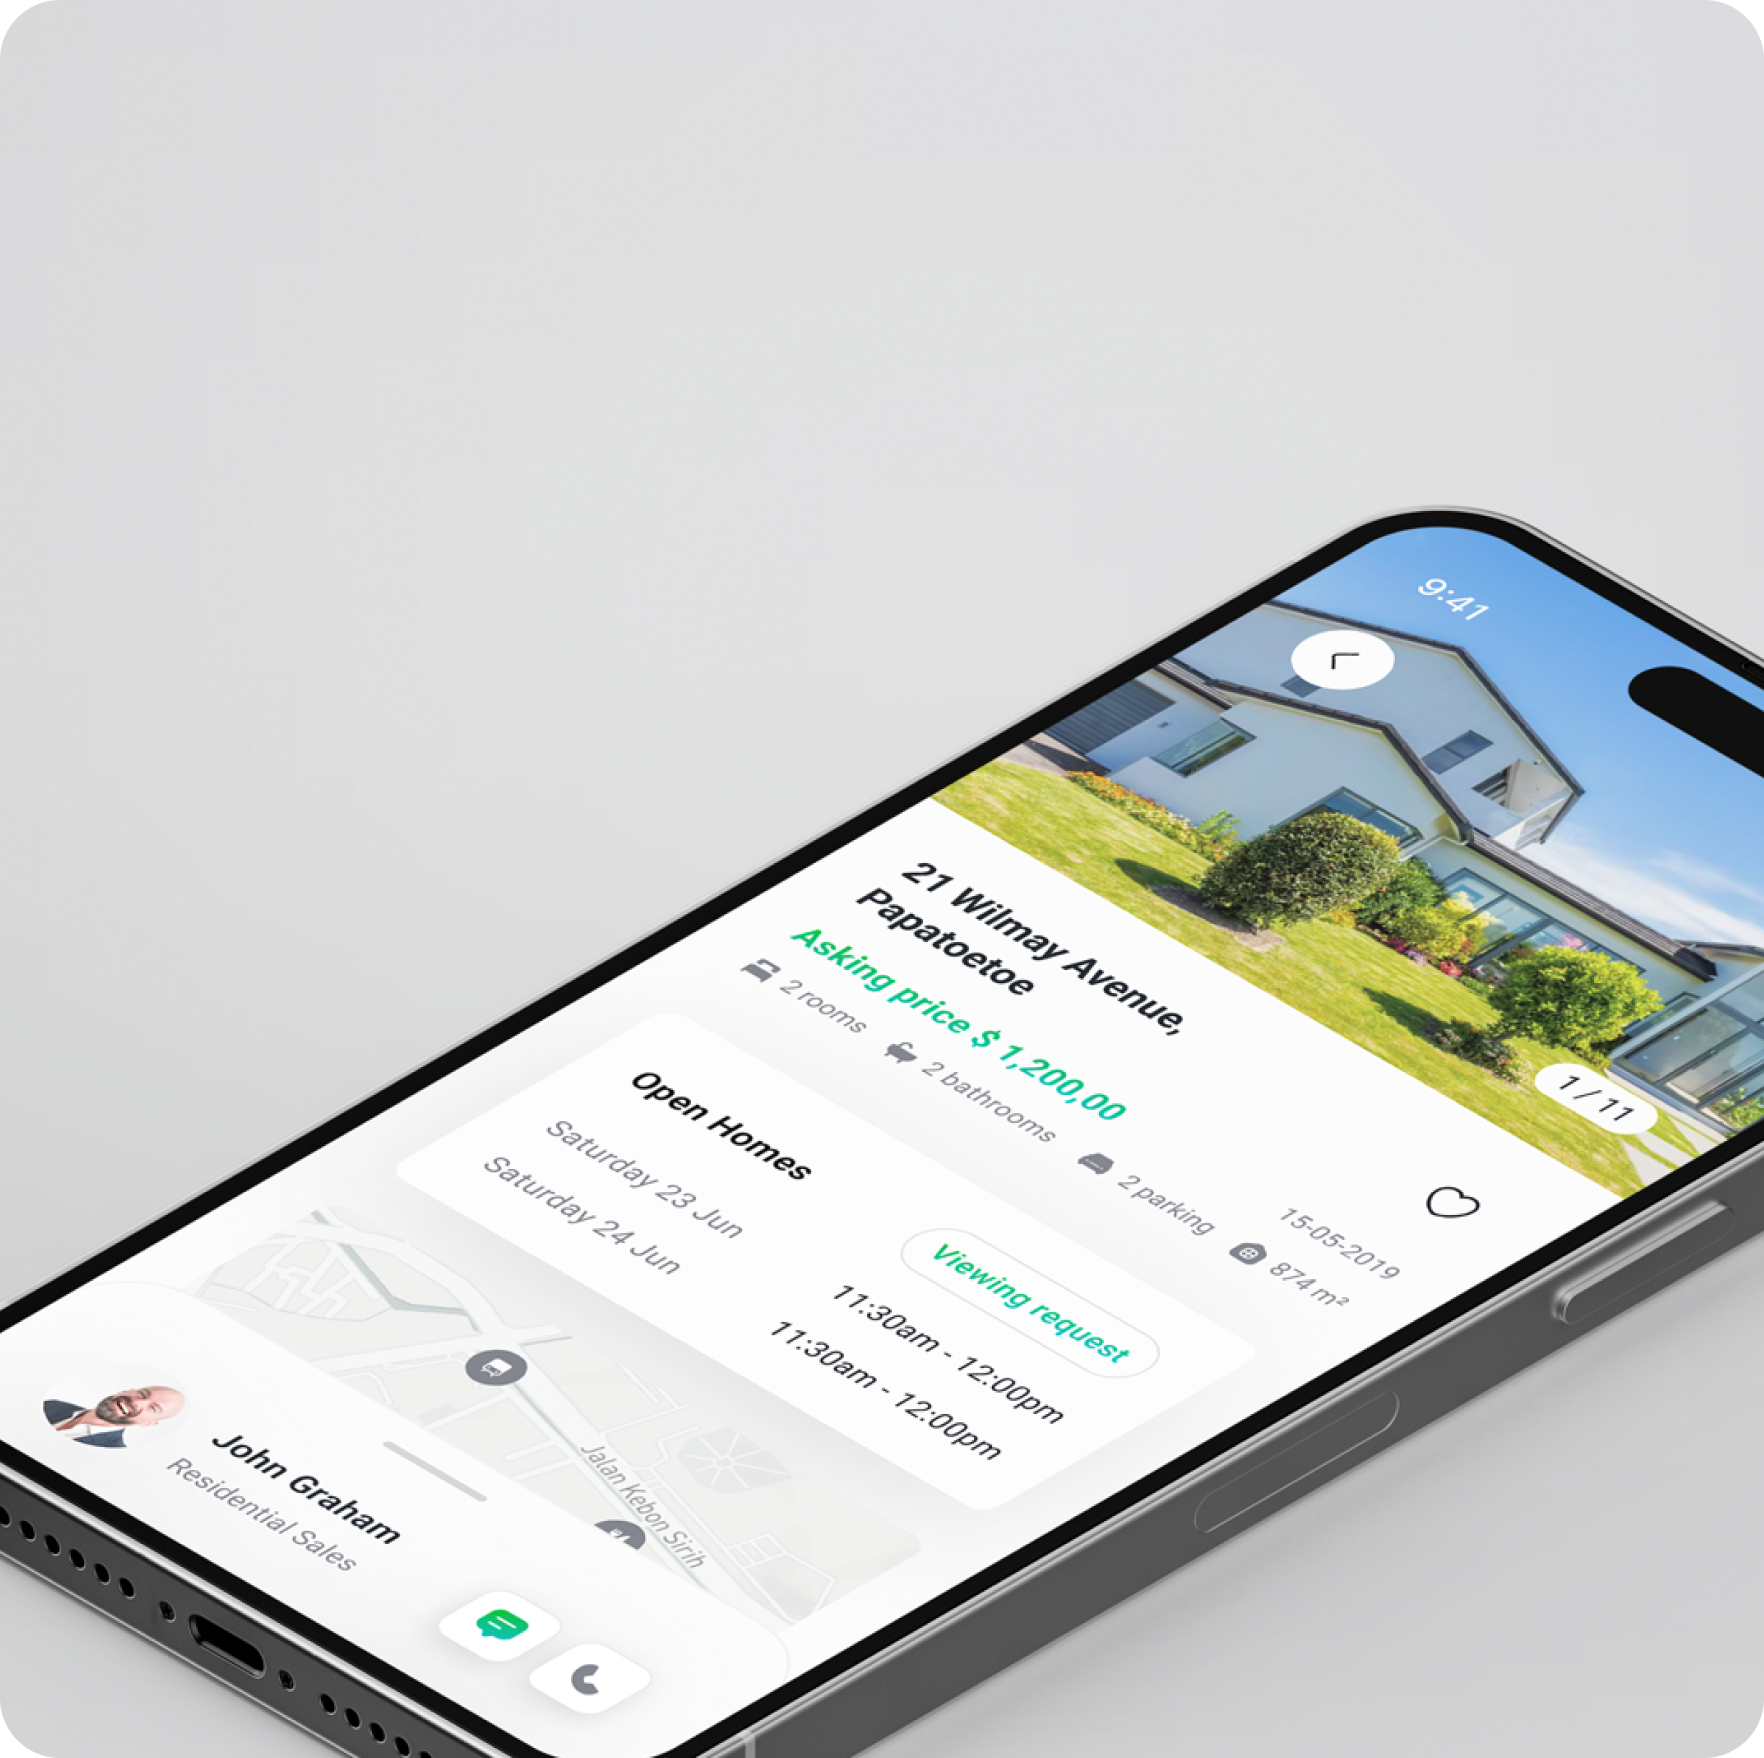 9:41
1 / 11
21 Wilmay Avenue,
Papatoetoe
Asking price $ 1,200,00
15-05-2019
2 rooms 2 bathrooms 2 parking 874 m²
Open Homes
Viewing request
Saturday 23 Jun 11:30am - 12:00pm
Saturday 24 Jun 11:30am - 12:00pm
Jalan Kebon Sirih
John Graham
Residential Sales